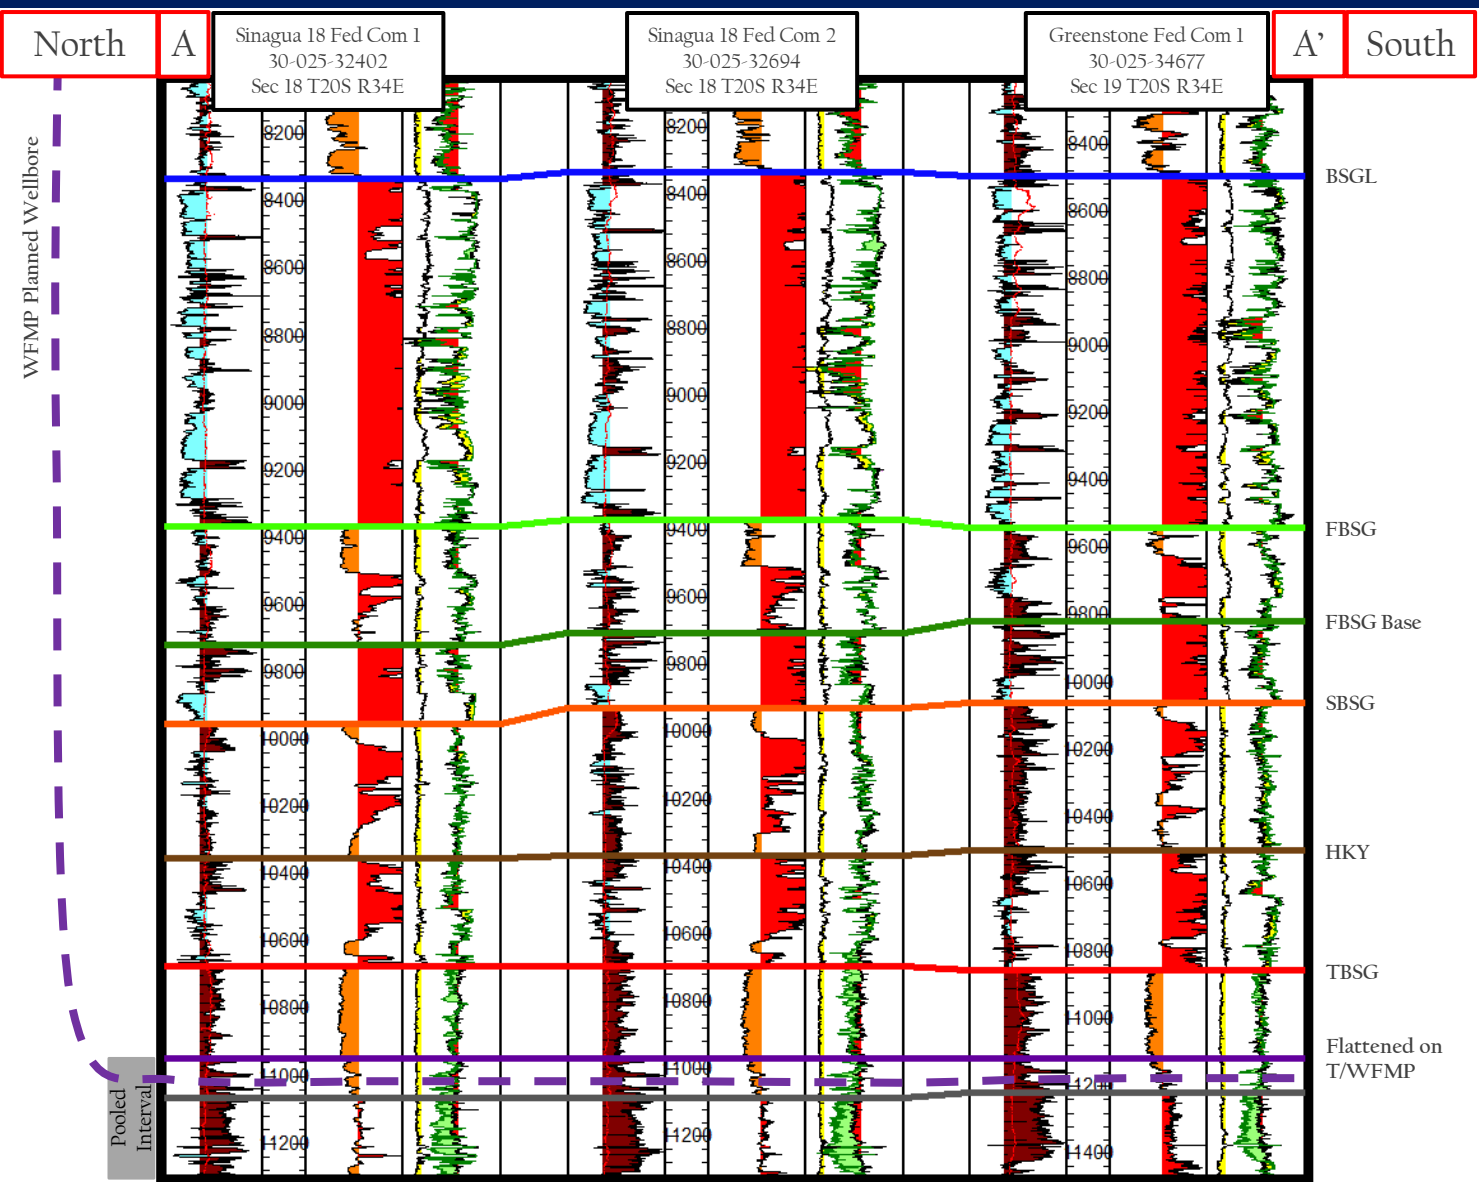 North A
Sinagua 18 Fed Com 1
30-025-32402
Sec 18 T20S R34E
Sinagua 18 Fed Com 2
30-025-32694
Sec 18 T20S R34E
Greenstone Fed Com 1
30-025-34677
Sec 19 T20S R34E
A' South
WFMP Planned Wellbore
8200
8400
8600
8800
9000
9200
9400
9600
9800
10000
10200
10400
10600
10800
11000
11200
8200
8400
8600
8800
9000
9200
9400
9600
9800
10000
10200
10400
10600
10800
11000
11200
8400
8600
8800
9000
9200
9400
9600
9800
10000
10200
10400
10600
10800
11000
11200
11400
BSGL
FBSG
FBSG Base
SBSG
HKY
TBSG
Flattened on
T/WFMP
Pooled
Interval